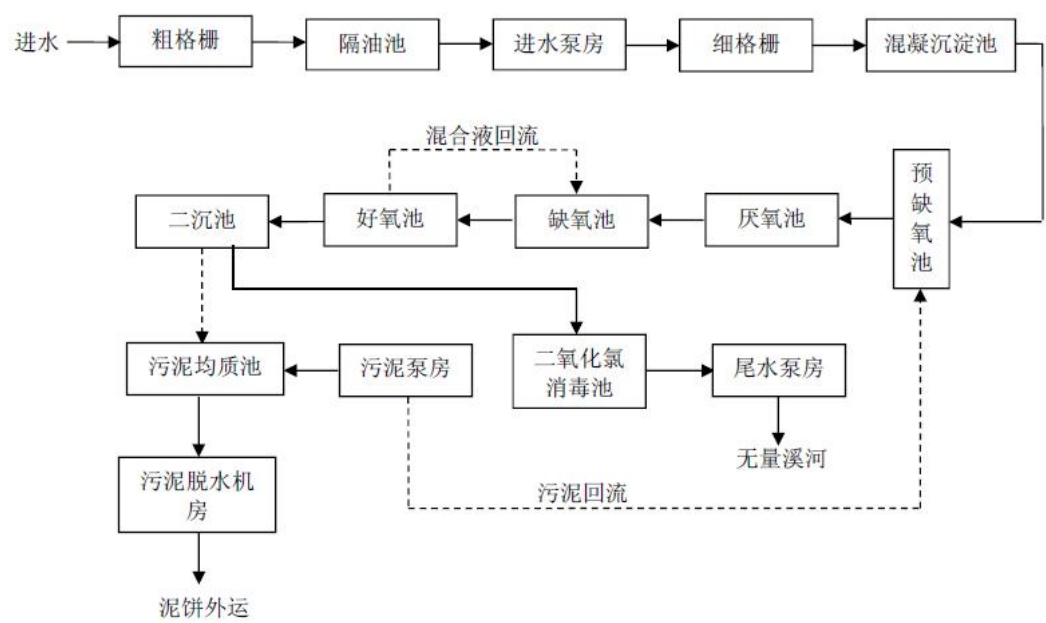 进水
粗格栅
隔油池
进水泵房
细格栅
混凝沉淀池
混合液回流
二沉池
好氧池
缺氧池
厌氧池
预
缺
氧
池
污泥均质池
污泥泵房
二氧化氯
消毒池
尾水泵房
无量溪河
污泥脱水机
房
污泥回流
泥饼外运